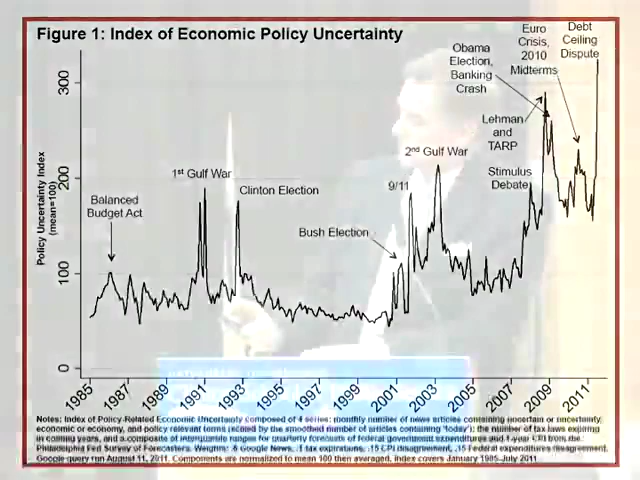 Figure 1: Index of Economic Policy Uncertainty
Debt
Ceiling
Dispute
Euro
Crisis,
2010
Midterms
Obama
Election,
Banking
Crash
Lehman
and
TARP
2nd Gulf War
1st Gulf War
Stimulus
Debate
9/11
Clinton Election
Balanced
Budget Act
Bush Election
Policy Uncertainty Index
(mean=100)
300
200
100
0
1985 1987 1989 1991 1993 1995 1997 1999 2001 2003 2005 2007 2009 2011
Notes: Index of Policy-Related Economic Uncertainty composed of 4 series: monthly number of news articles containing uncertain or uncertainty,
economic or economy, and policy relevant terms (scaled by the smoothed number of articles containing 'today'); the number of tax laws expiring
in coming years, and a composite of interquartile ranges for quarterly forecasts of federal government expenditures and 1-year CPI from the
Philadelphia Fed Survey of Forecasters. Weights: .6 Google News, .1 tax expirations, .15 CPI disagreement, .15 Federal expenditures disagreement.
Google query run August 11, 2011. Components are normalized to mean 100 then averaged. Index covers January 1985-July 2011.